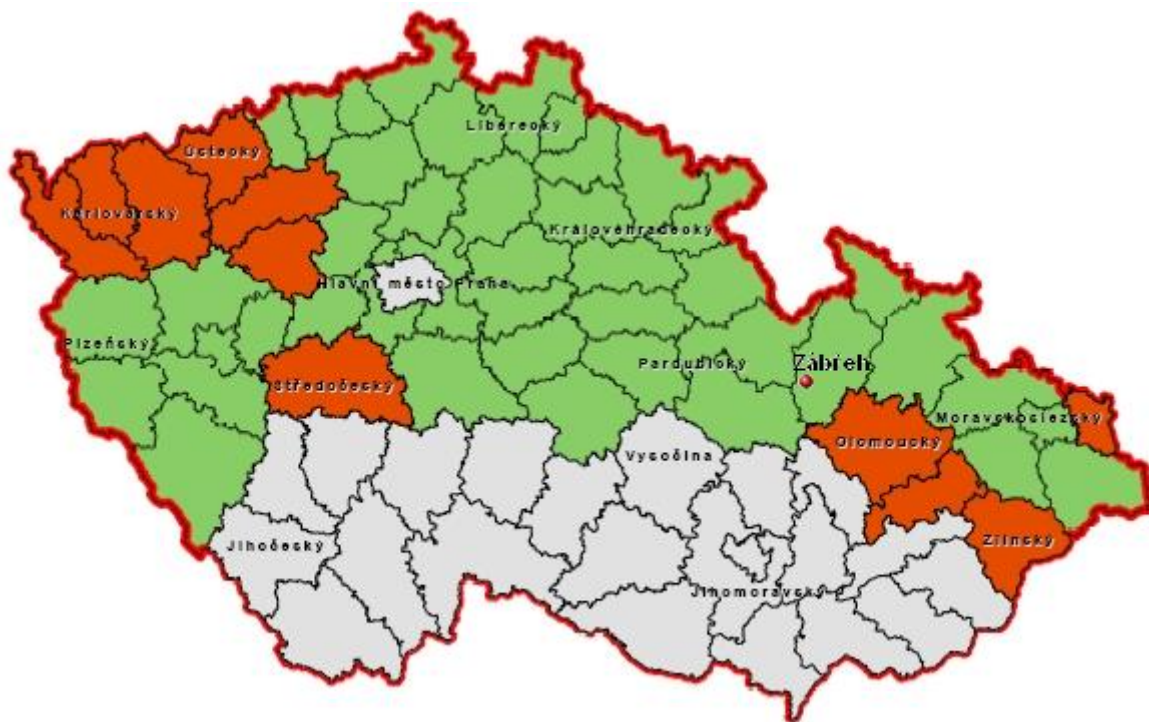 Liberecký
Ústecký
Karlovarský
Královéhradecký
Hlavní město Praha
Plzeňský
Pardubický
Zábřeh
Středočeský
Moravskoslezský
Olomoucký
Vysočina
Jihočeský
Zlínský
Jihomoravský